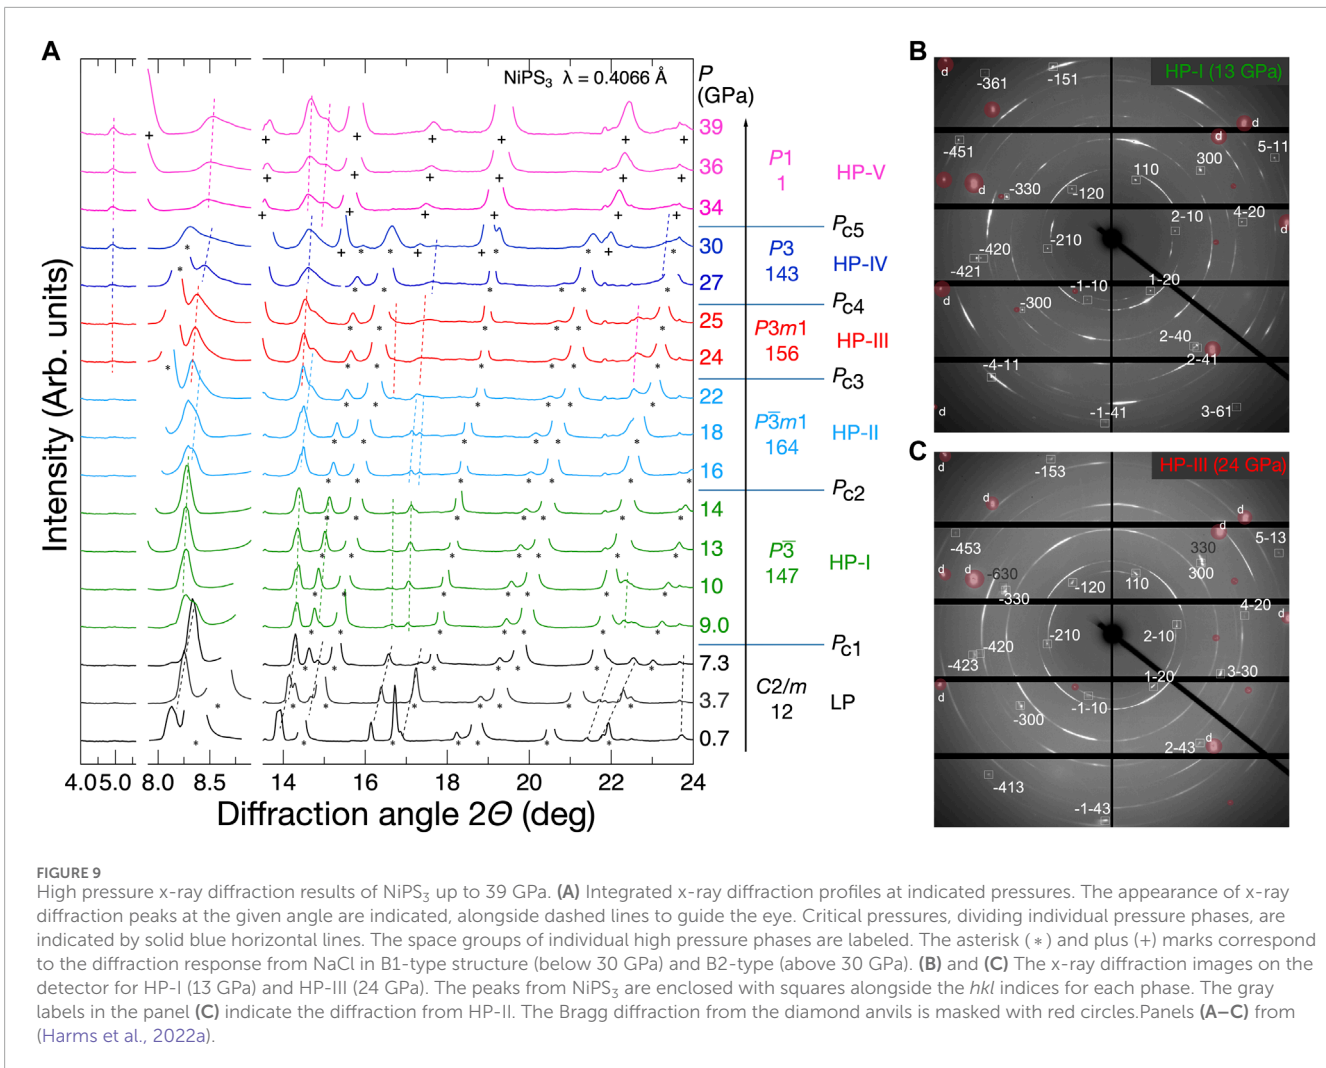 A
NiPS3 λ = 0.4066 Å
P
(GPa)
39
36
34
30
27
25
24
22
18
16
14
13
10
9.0
7.3
3.7
0.7
P1
1
HP-V
Pc5
P3
143
HP-IV
Pc4
P3m1
156
HP-III
Pc3
P3̅m1
164
HP-II
Pc2
P3̅
147
HP-I
Pc1
C2/m
12
LP
Intensity (Arb. units)
4.0 5.0 8.0 8.5 14 16 18 20 22 24
Diffraction angle 2Θ (deg)
B
HP-I (13 GPa)
d
-361
-151
d
d
-451
5-11
300
110
d
-330
-120
2-10
4-20
d
-210
-420
-421
d
-1-10
1-20
-300
2-40
2-41
-4-11
d
-1-41
3-61
C
HP-III (24 GPa)
d
-153
d
d
d
-453
5-13
330
300
d
d
-630
-330
-120
110
4-20
d
-210
2-10
-420
-423
3-30
1-20
d
-1-10
-300
2-43
d
-413
-1-43
FIGURE 9
High pressure x-ray diffraction results of NiPS3 up to 39 GPa. (A) Integrated x-ray diffraction profiles at indicated pressures. The appearance of x-ray
diffraction peaks at the given angle are indicated, alongside dashed lines to guide the eye. Critical pressures, dividing individual pressure phases, are
indicated by solid blue horizontal lines. The space groups of individual high pressure phases are labeled. The asterisk (∗) and plus (+) marks correspond
to the diffraction response from NaCl in B1-type structure (below 30 GPa) and B2-type (above 30 GPa). (B) and (C) The x-ray diffraction images on the
detector for HP-I (13 GPa) and HP-III (24 GPa). The peaks from NiPS3 are enclosed with squares alongside the hkl indices for each phase. The gray
labels in the panel (C) indicate the diffraction from HP-II. The Bragg diffraction from the diamond anvils is masked with red circles.Panels (A–C) from
(Harms et al., 2022a).